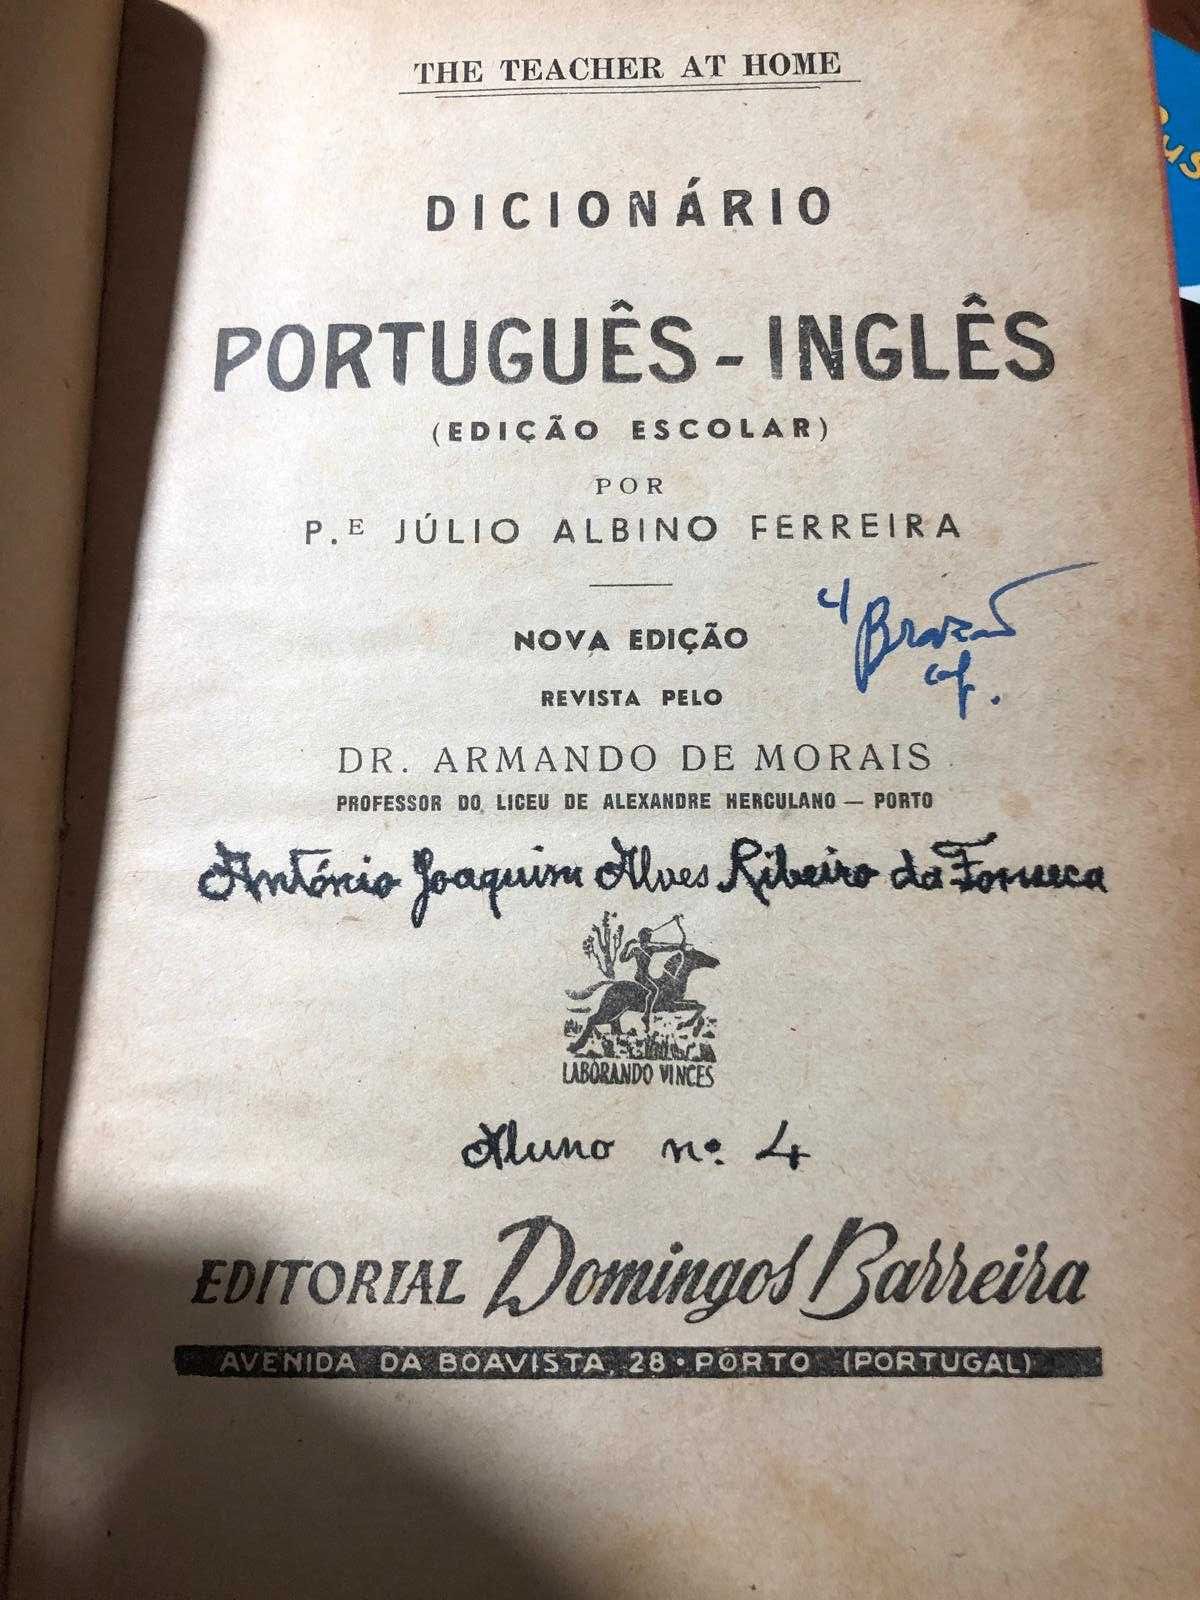 THE TEACHER AT HOME
DICIONÁRIO
PORTUGUÊS - INGLÊS
(EDIÇÃO ESCOLAR)
POR
P.E JÚLIO ALBINO FERREIRA
NOVA EDIÇÃO
REVISTA PELO
DR. ARMANDO DE MORAIS
PROFESSOR DO LICEU DE ALEXANDRE HERCULANO — PORTO
António Joaquim Alves Ribeiro da Fonseca
LABORANDO VINCES
Aluno nº 4
EDITORIAL Domingos Barreira
AVENIDA DA BOAVISTA, 28 • PÔRTO (PORTUGAL)